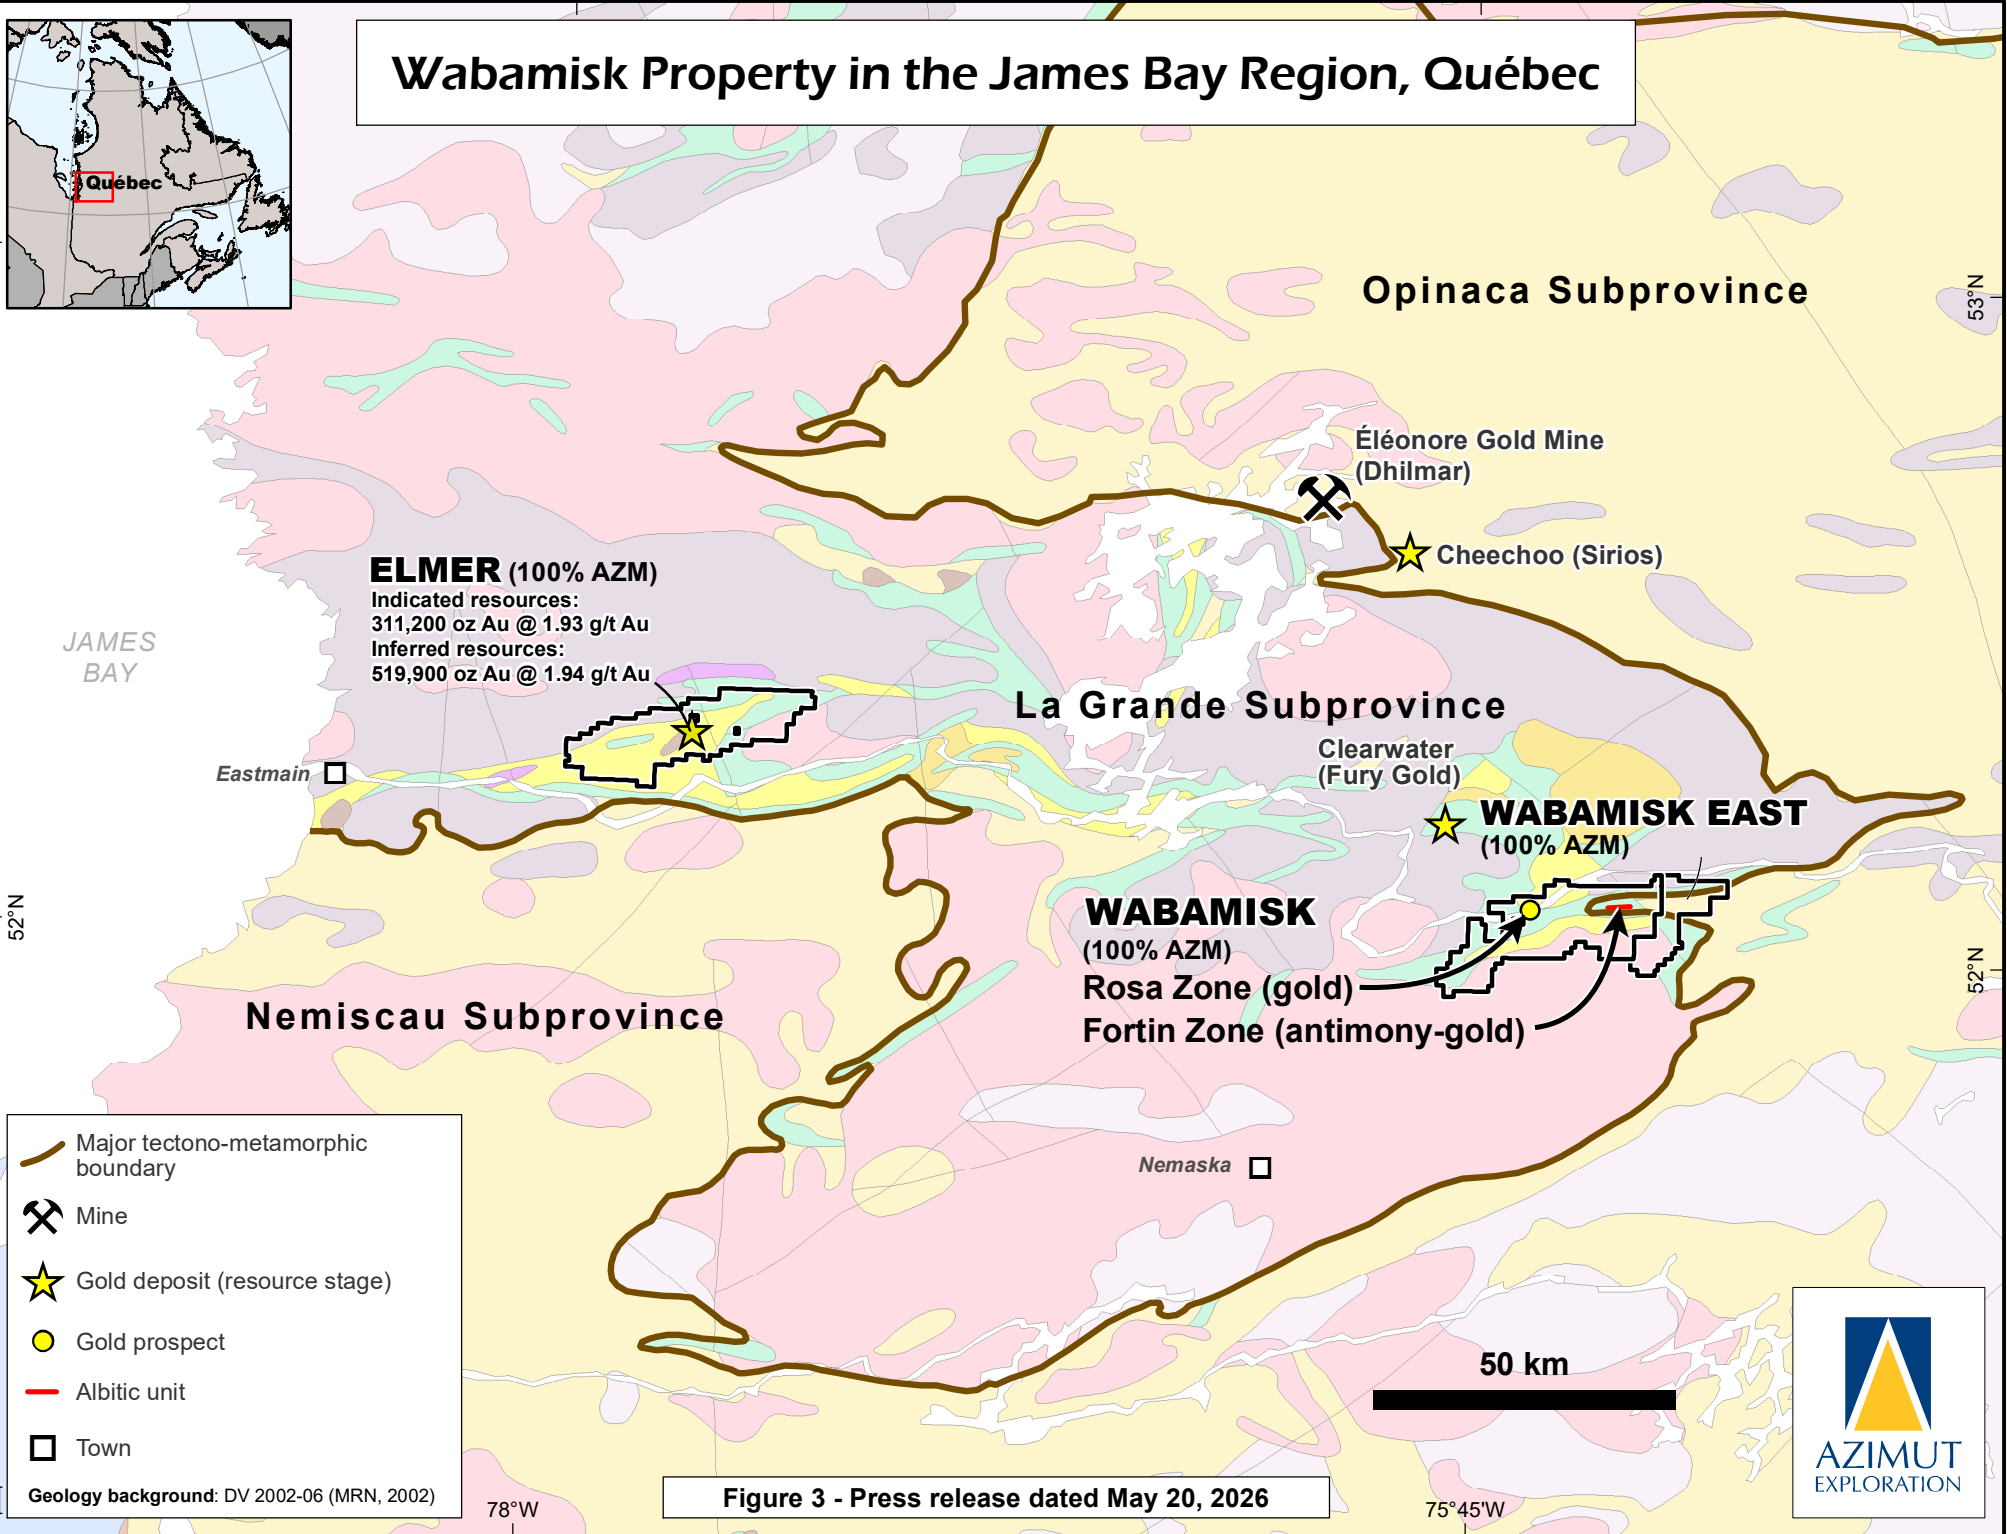 Wabamisk Property in the James Bay Region, Québec
Québec
Opinaca Subprovince
53°N
Éléonore Gold Mine
(Dhilmar)
Cheechoo (Sirios)
ELMER (100% AZM)
Indicated resources:
311,200 oz Au @ 1.93 g/t Au
Inferred resources:
519,900 oz Au @ 1.94 g/t Au
JAMES
BAY
La Grande Subprovince
Clearwater
(Fury Gold)
Eastmain
WABAMISK EAST
(100% AZM)
52°N
WABAMISK
(100% AZM)
Rosa Zone (gold)
Fortin Zone (antimony-gold)
52°N
Nemiscau Subprovince
Nemaska
Major tectono-metamorphic
boundary
Mine
Gold deposit (resource stage)
Gold prospect
Albitic unit
Town
Geology background: DV 2002-06 (MRN, 2002)
50 km
78°W
Figure 3 - Press release dated May 20, 2026
75°45'W
AZIMUT
EXPLORATION